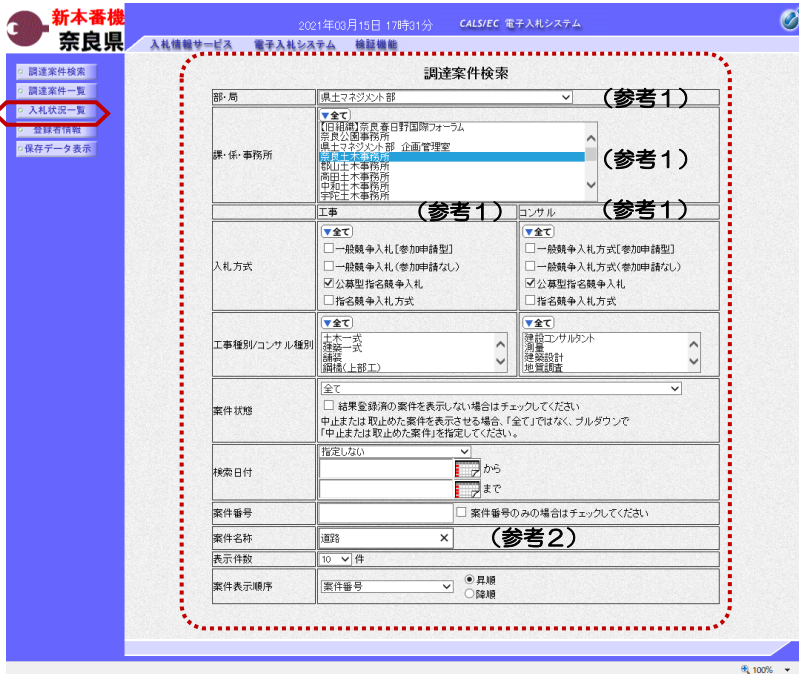 新本番機
奈良県
2021年03月15日 17時31分 CALS/EC 電子入札システム
入札情報サービス 電子入札システム 検証機能
調達案件検索
調達案件一覧
入札状況一覧
登録者情報
保存データ表示
調達案件検索
部・局 県土マネジメント部 (参考1)
課・係・事務所
▼全て
【旧組織】奈良春日野国際フォーラム
奈良公園事務所
県土マネジメント部 企画管理室
奈良土木事務所
郡山土木事務所
高田土木事務所
中和土木事務所
宇陀土木事務所
(参考1)
工事 (参考1) コンサル (参考1)
入札方式
▼全て
一般競争入札[参加申請型]
一般競争入札(参加申請なし)
公募型指名競争入札
指名競争入札方式
▼全て
一般競争入札方式[参加申請型]
一般競争入札方式(参加申請なし)
公募型指名競争入札
指名競争入札方式
工事種別/コンサル種別
▼全て
土木一式
建築一式
舗装
鋼橋(上部工)
▼全て
建設コンサルタント
測量
建築設計
地質調査
案件状態
全て
結果登録済の案件を表示しない場合はチェックしてください
中止または取止めた案件を表示させる場合、「全て」ではなく、プルダウンで
「中止または取止めた案件」を指定してください。
検索日付
指定しない
から
まで
案件番号 案件番号のみの場合はチェックしてください
案件名称 道路 (参考2)
表示件数 10 件
案件表示順序 案件番号
昇順
降順
100%